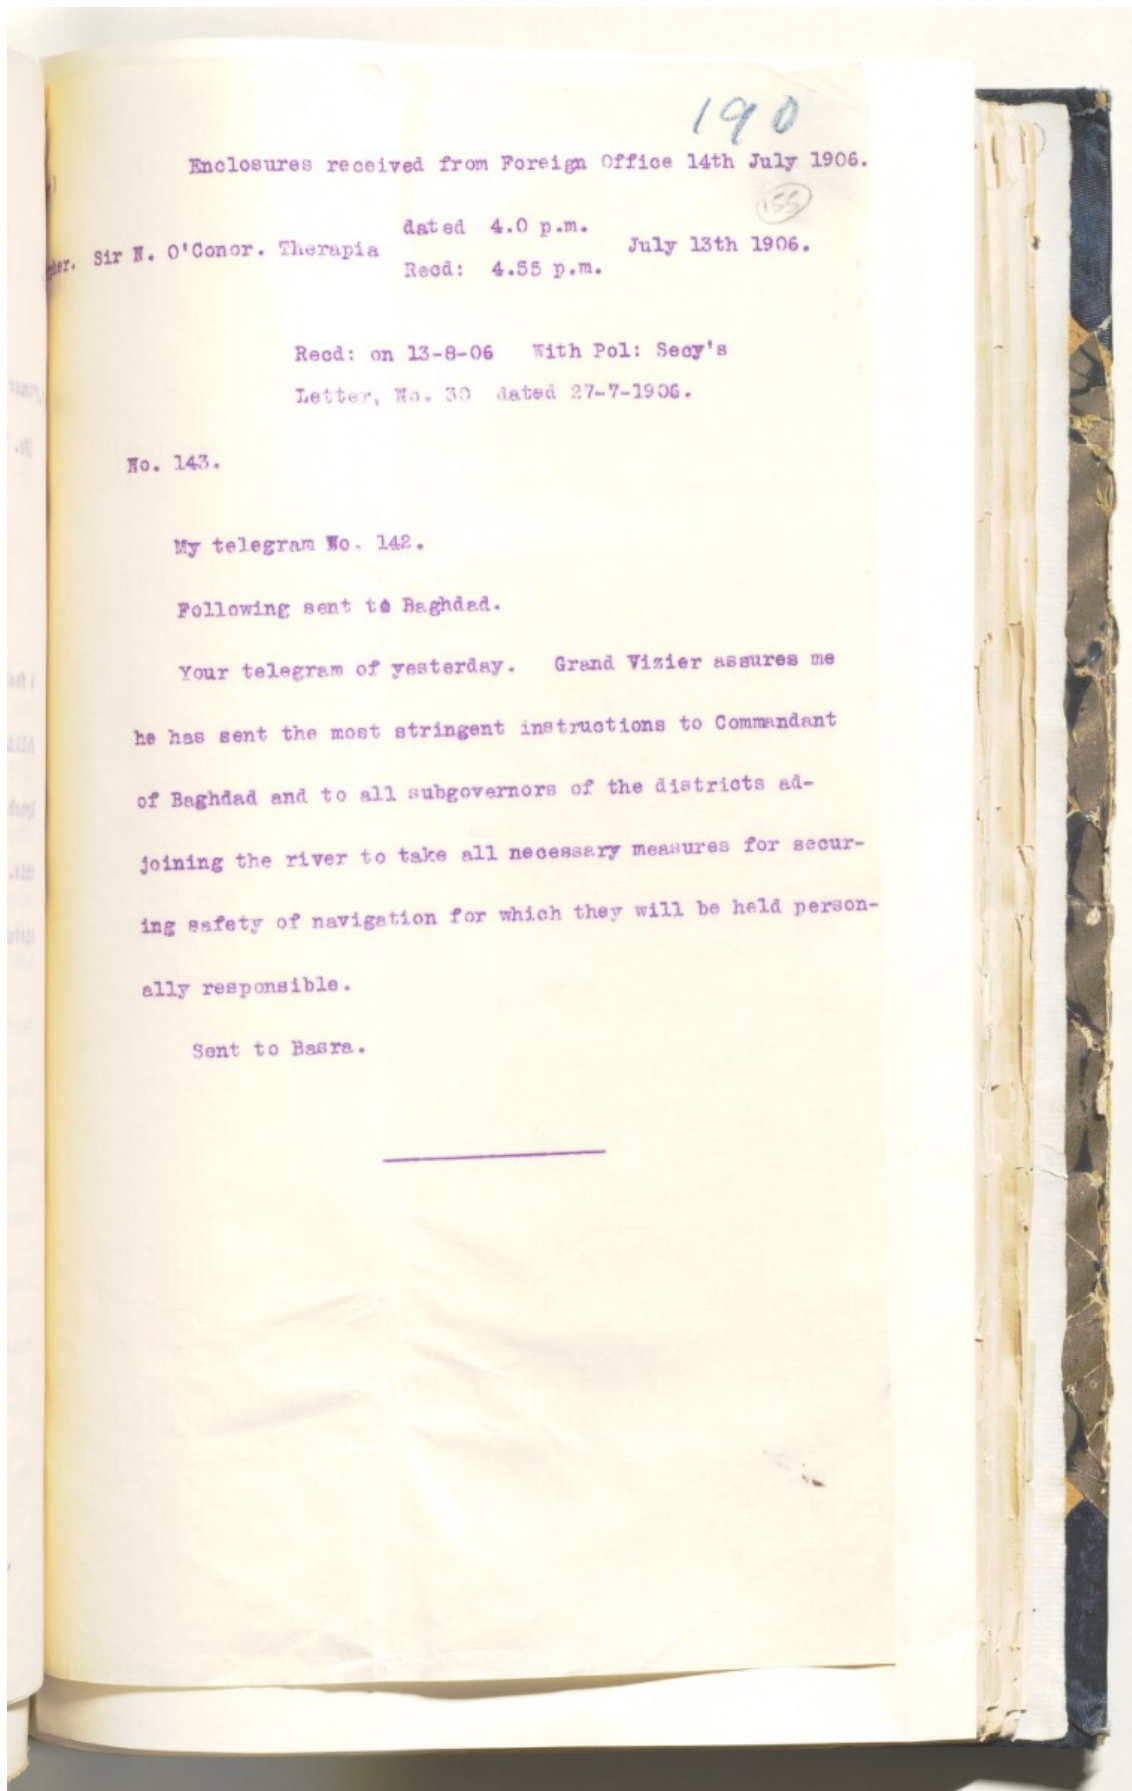 190
Enclosures received from Foreign Office 14th July 1906.
155
dated 4.0 p.m.
Sir N. O'Conor. Therapia July 13th 1906.
Recd: 4.55 p.m.
Recd: on 13-8-06 With Pol: Secy's
Letter, No. 30 dated 27-7-1906.
No. 143.
My telegram No. 142.
Following sent to Baghdad.
Your telegram of yesterday. Grand Vizier assures me
he has sent the most stringent instructions to Commandant
of Baghdad and to all subgovernors of the districts ad-
joining the river to take all necessary measures for secur-
ing safety of navigation for which they will be held person-
ally responsible.
Sent to Basra.